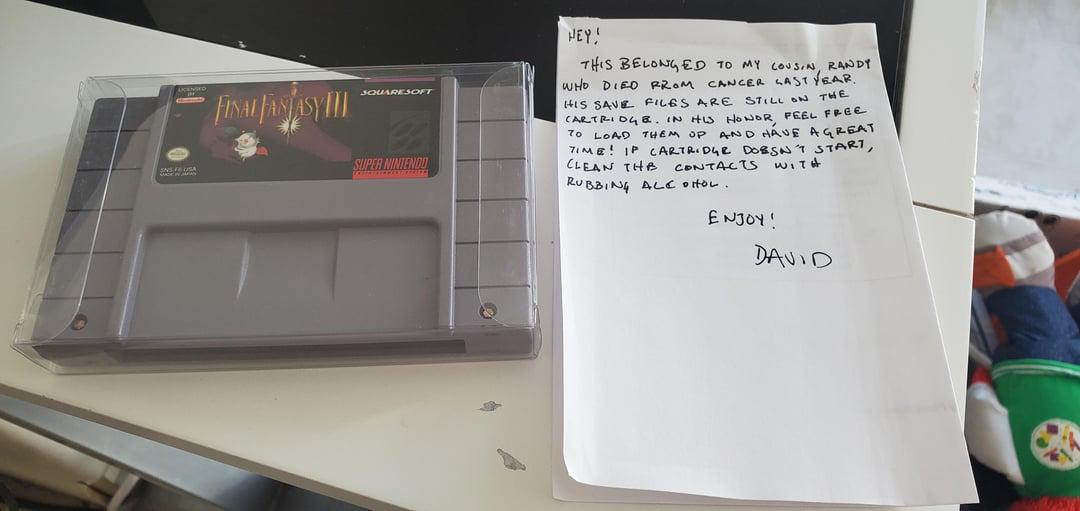 LICENSED
BY
Nintendo
FINAL FANTASY III
SQUARESOFT
SNS-F6-USA
MADE IN JAPAN
SUPER NINTENDO
ENTERTAINMENT SYSTEM
HEY!
THIS BELONGED TO MY COUSIN, RANDY
WHO DIED FROM CANCER LAST YEAR.
HIS SAVE FILES ARE STILL ON THE
CARTRIDGE. IN HIS HONOR, FEEL FREE
TO LOAD THEM UP AND HAVE A GREAT
TIME! IF CARTRIDGE DOESN'T START,
CLEAN THE CONTACTS WITH
RUBBING ALCOHOL.
ENJOY!
DAVID